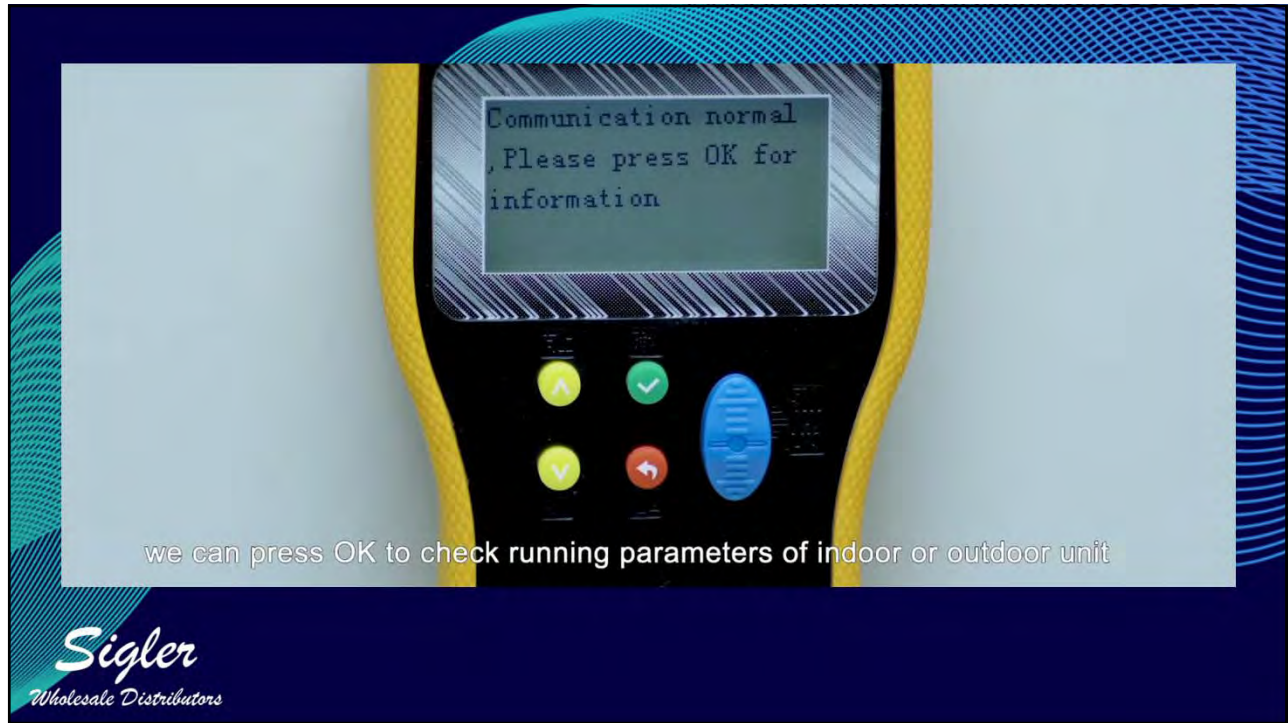 Communication normal
,Please press OK for
information
we can press OK to check running parameters of indoor or outdoor unit
Sigler
Wholesale Distributors